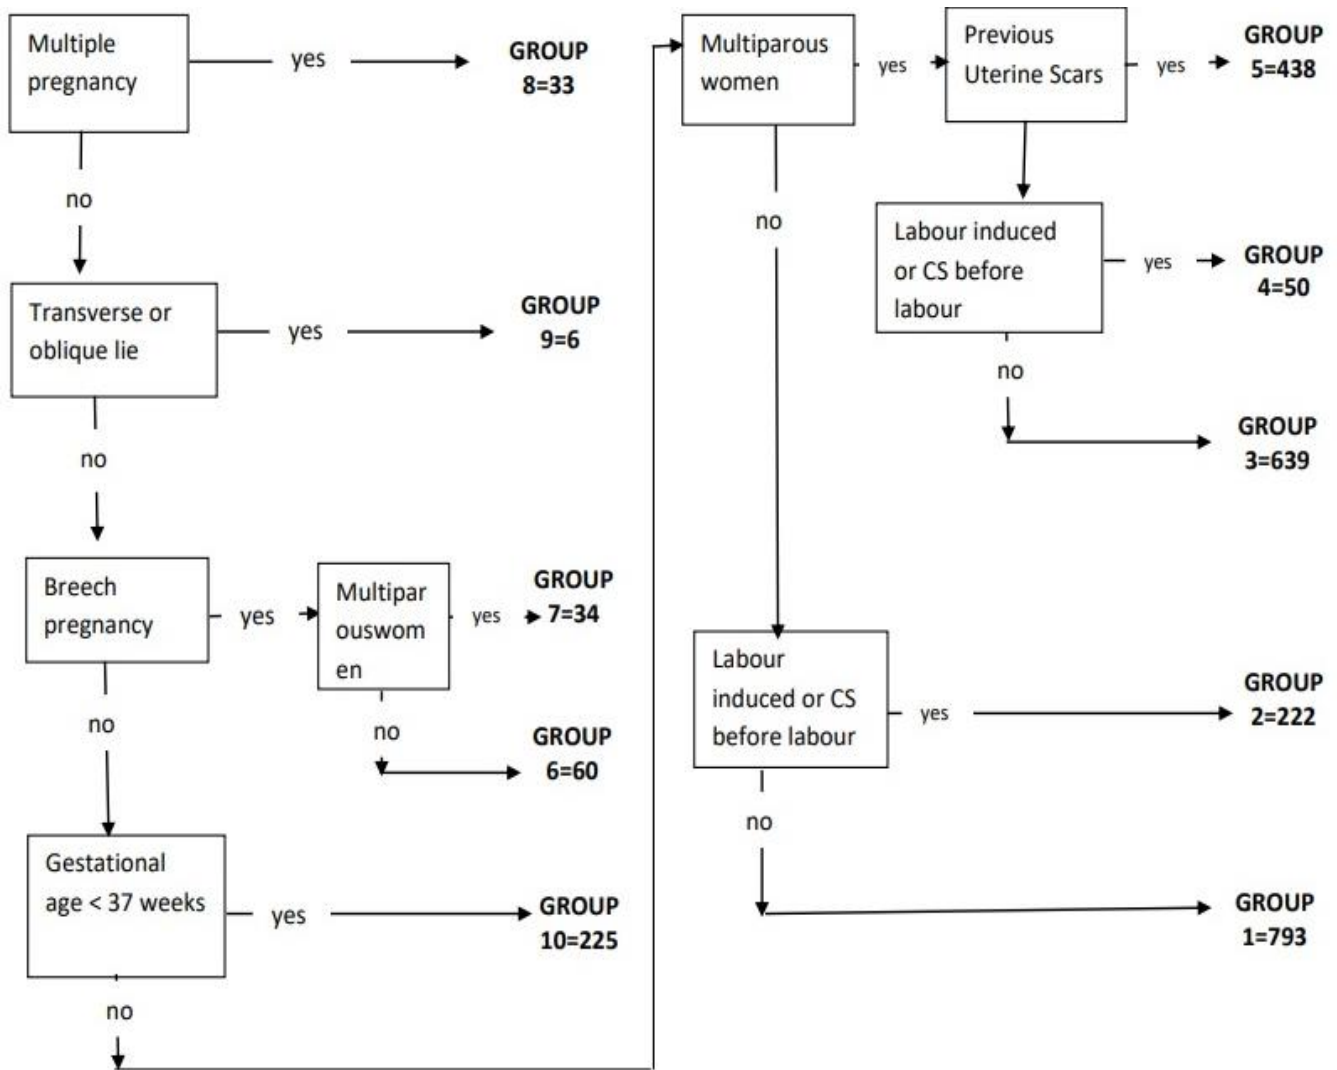 Multiple
pregnancy
yes
GROUP
8=33
no
Transverse or
oblique lie
yes
GROUP
9=6
no
Breech
pregnancy
yes
Multipar
ouswom
en
yes
GROUP
7=34
no
GROUP
6=60
no
Gestational
age < 37 weeks
yes
GROUP
10=225
no
Multiparous
women
yes
Previous
Uterine Scars
yes
GROUP
5=438
Labour induced
or CS before
labour
yes
GROUP
4=50
no
GROUP
3=639
no
Labour
induced or CS
before labour
yes
GROUP
2=222
no
GROUP
1=793